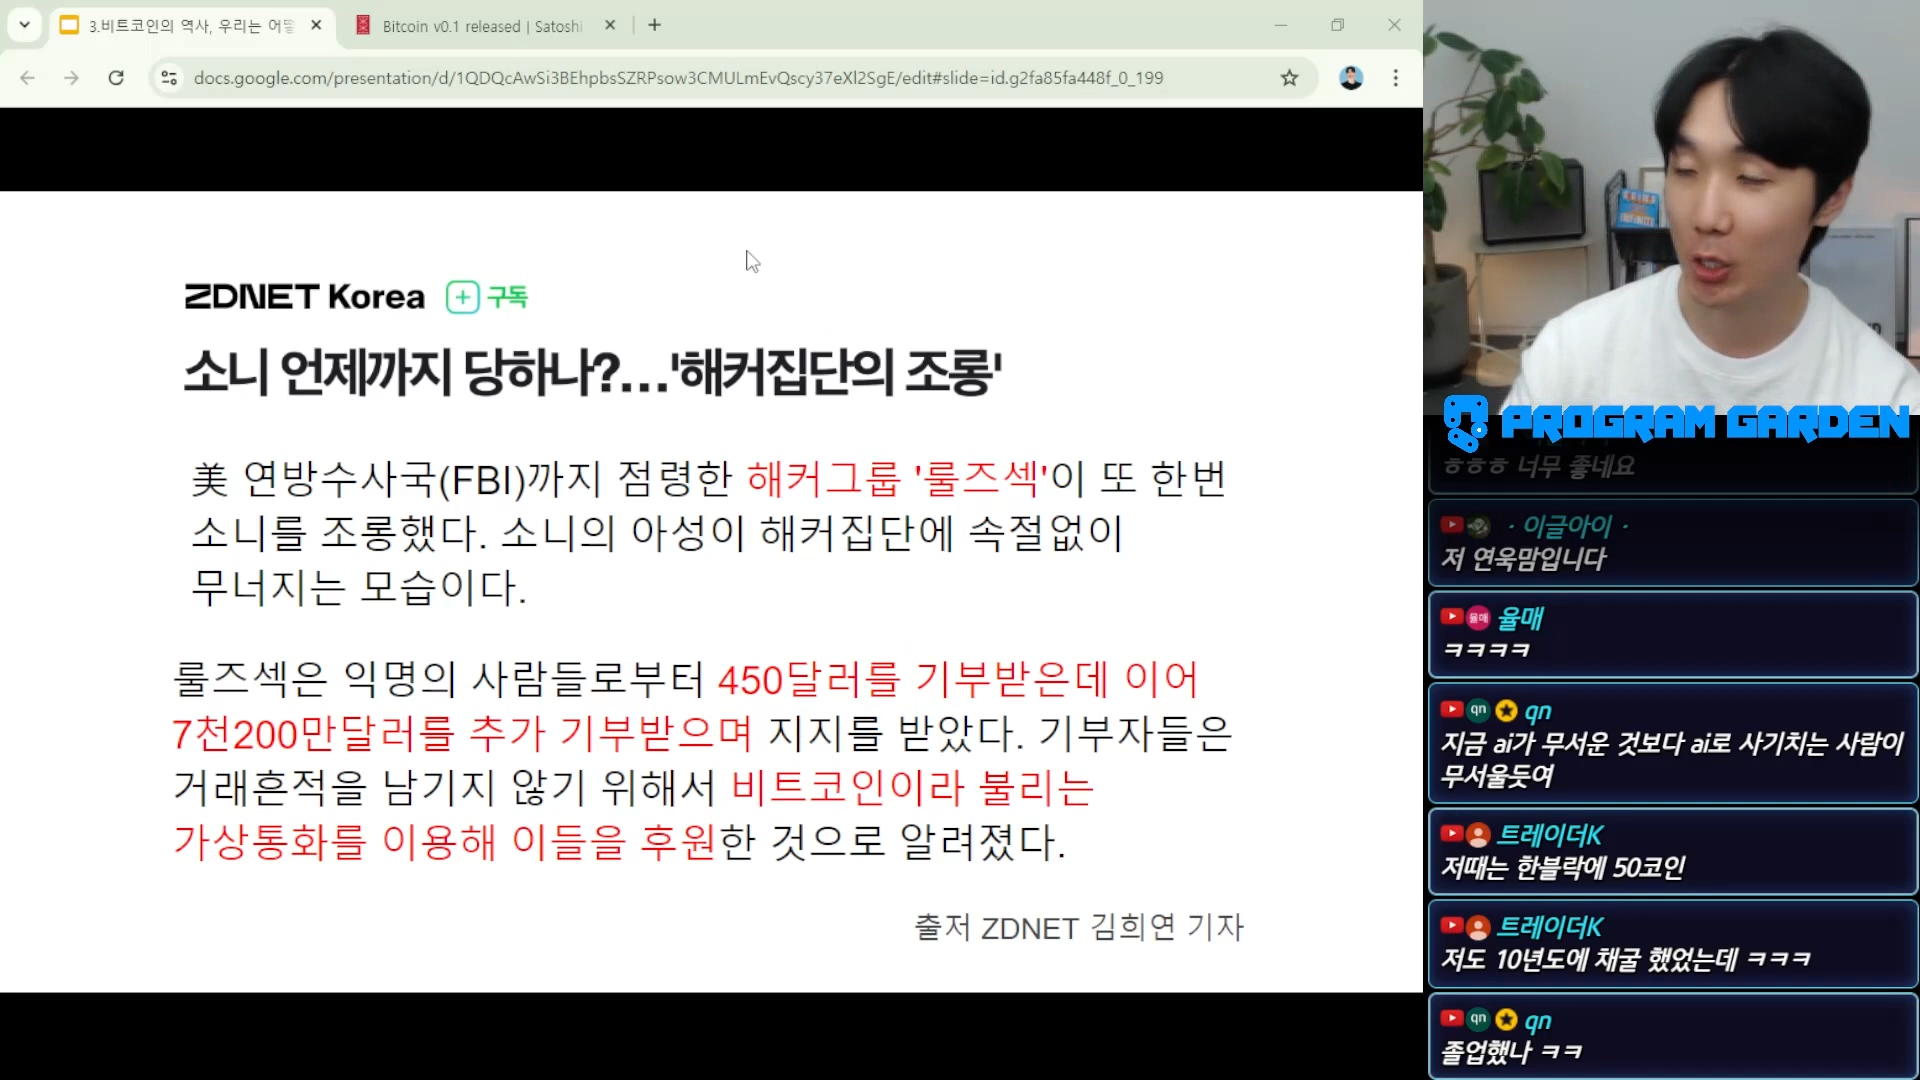 3.비트코인의 역사, 우리는 어떻
Bitcoin v0.1 released | Satoshi
docs.google.com/presentation/d/1QDQcAwSi3BEhpbsSZRPsow3CMULmEvQscy37eXl2SgE/edit#slide=id.g2fa85fa448f_0_199
ZDNET Korea
구독
소니 언제까지 당하나?…'해커집단의 조롱'
美 연방수사국(FBI)까지 점령한 해커그룹 '룰즈섹'이 또 한번
소니를 조롱했다. 소니의 아성이 해커집단에 속절없이
무너지는 모습이다.
룰즈섹은 익명의 사람들로부터 450달러를 기부받은데 이어
7천200만달러를 추가 기부받으며 지지를 받았다. 기부자들은
거래흔적을 남기지 않기 위해서 비트코인이라 불리는
가상통화를 이용해 이들을 후원한 것으로 알려졌다.
출저 ZDNET 김희연 기자
PROGRAM GARDEN
ㅎㅎㅎ 너무 좋네요
· 이글아이 ·
저 연욱맘입니다
율매
율매
ㅋㅋㅋㅋ
qn
qn
지금 ai가 무서운 것보다 ai로 사기치는 사람이
무서울듯여
트레이더K
저때는 한블락에 50코인
트레이더K
저도 10년도에 채굴 했었는데 ㅋㅋㅋ
qn
qn
졸업했나 ㅋㅋ